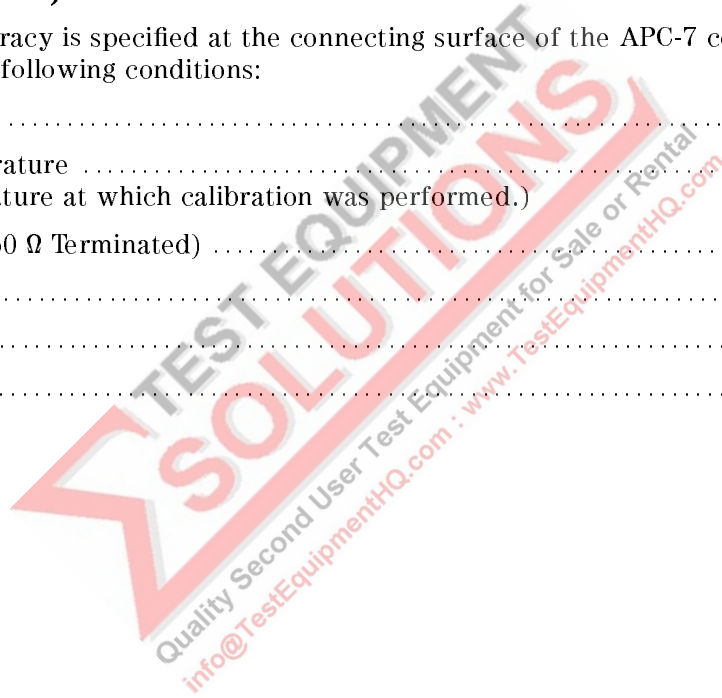 racy is specified at the connecting surface of the APC-7 c
following conditions:
rature
ture at which calibration was performed.)
0 Ω Terminated)
TEST EQUIPMENT
SOLUTIONS
Quality Second User Test Equipment for Sale or Rental
info@TestEquipmentHQ.com : www.TestEquipmentHQ.com